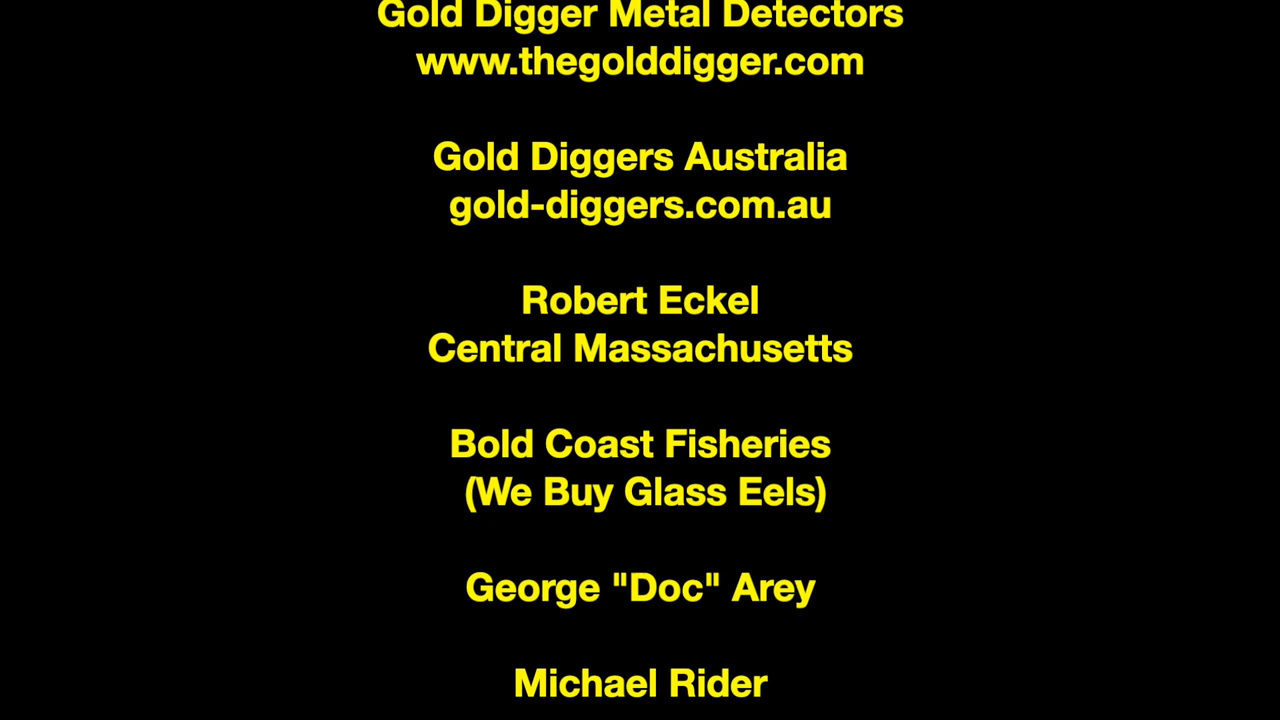 Gold Digger Metal Detectors
www.thegolddigger.com
Gold Diggers Australia
gold-diggers.com.au
Robert Eckel
Central Massachusetts
Bold Coast Fisheries
(We Buy Glass Eels)
George "Doc" Arey
Michael Rider